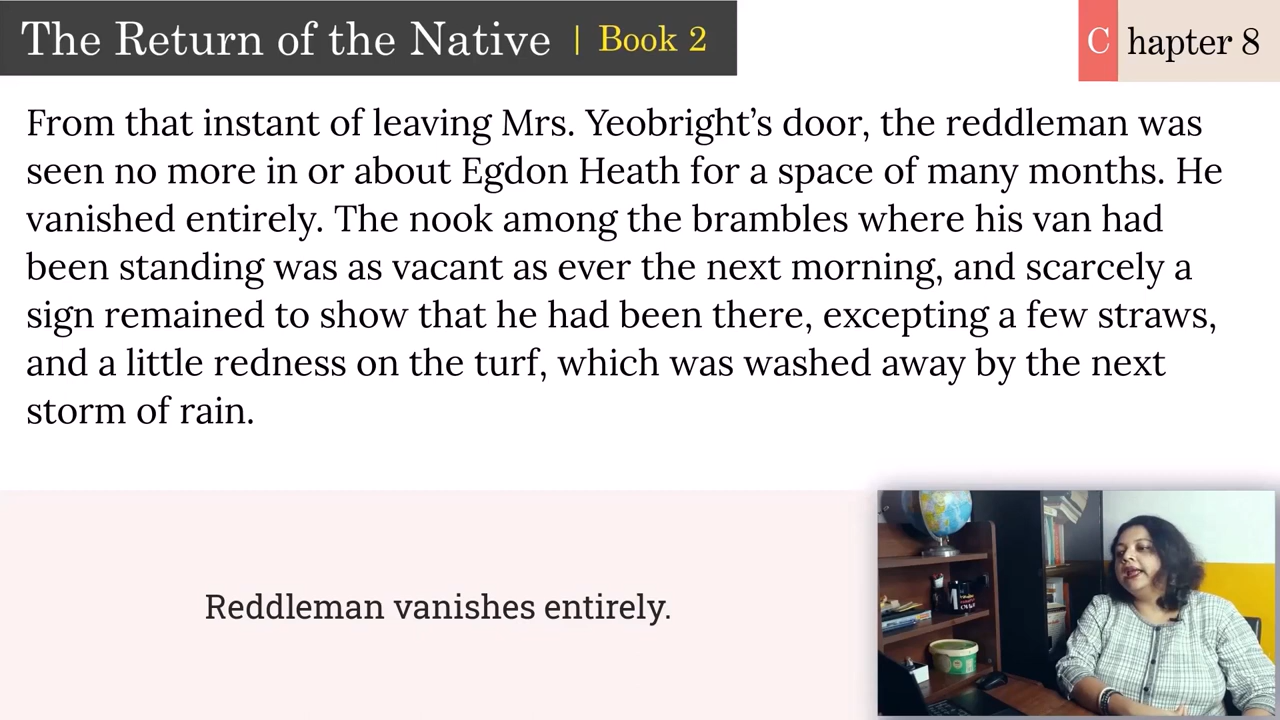 The Return of the Native | Book 2
Chapter 8
From that instant of leaving Mrs. Yeobright’s door, the reddleman was
seen no more in or about Egdon Heath for a space of many months. He
vanished entirely. The nook among the brambles where his van had
been standing was as vacant as ever the next morning, and scarcely a
sign remained to show that he had been there, excepting a few straws,
and a little redness on the turf, which was washed away by the next
storm of rain.
Reddleman vanishes entirely.